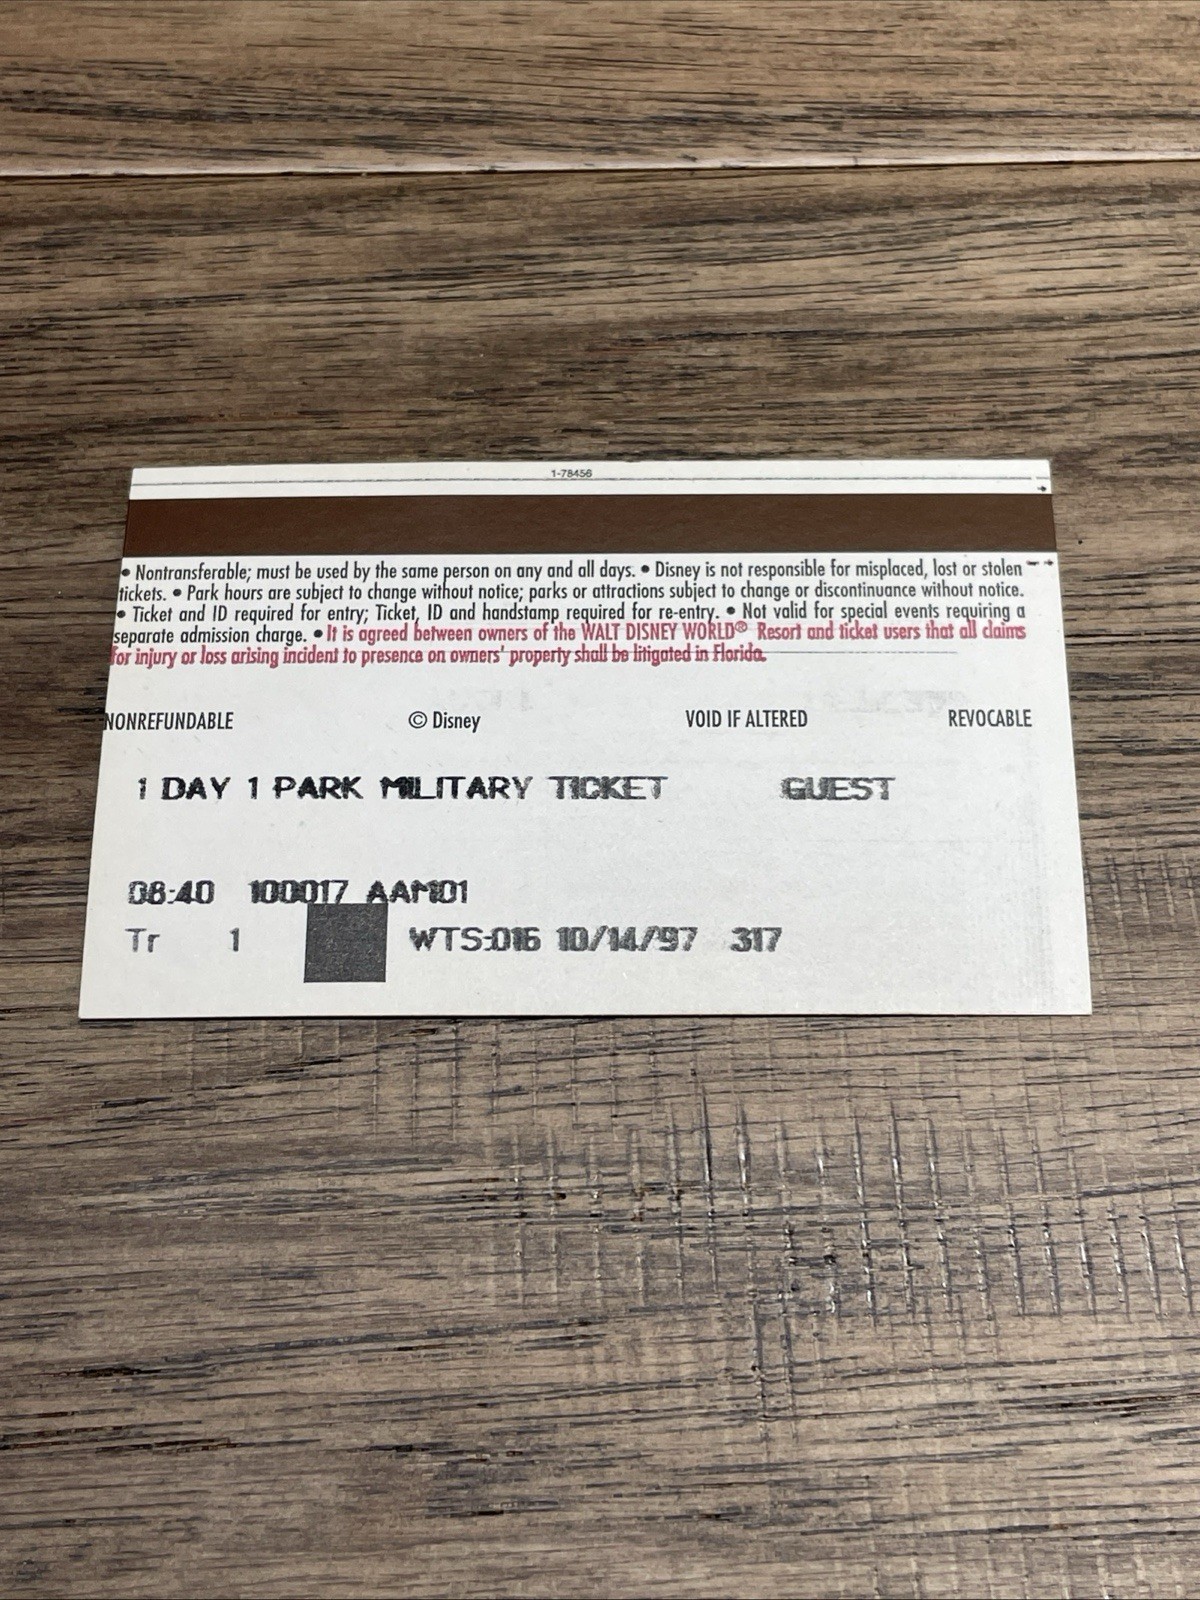 1-78456
• Nontransferable; must be used by the same person on any and all days. • Disney is not responsible for misplaced, lost or stolen
tickets. • Park hours are subject to change without notice; parks or attractions subject to change or discontinuance without notice.
• Ticket and ID required for entry; Ticket, ID and handstamp required for re-entry. • Not valid for special events requiring a
separate admission charge. • It is agreed between owners of the WALT DISNEY WORLD® Resort and ticket users that all claims
for injury or loss arising incident to presence on owners' property shall be litigated in Florida.
NONREFUNDABLE © Disney VOID IF ALTERED REVOCABLE
1 DAY 1 PARK MILITARY TICKET GUEST
08:40 100017 AAM01
Tr 1 WTS:016 10/14/97 317